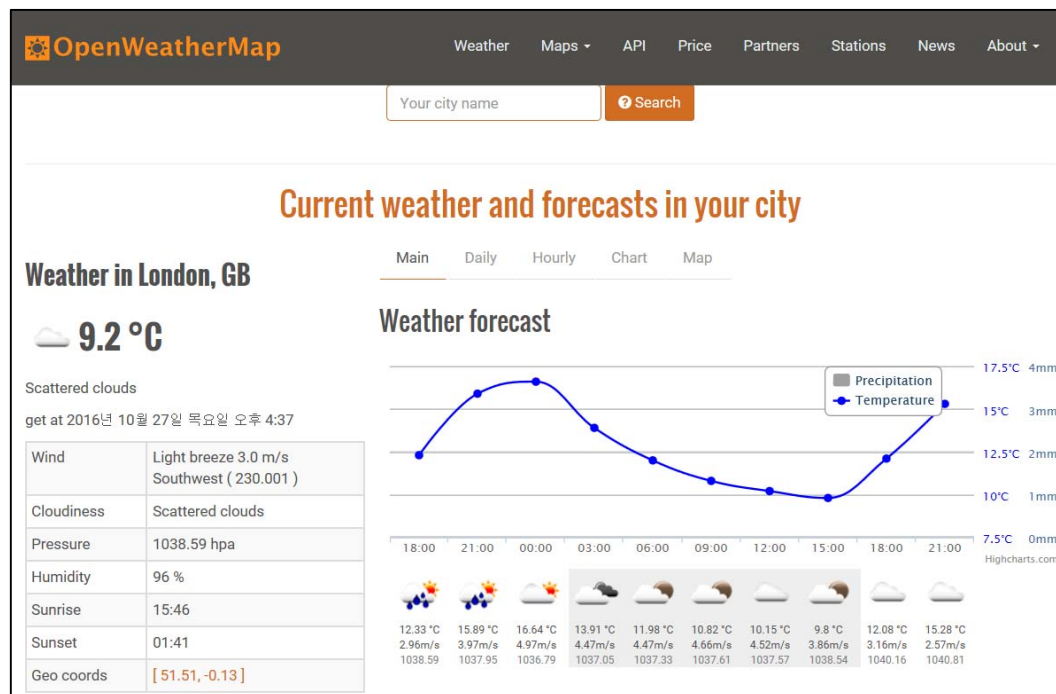 OpenWeatherMap
Weather Maps API Price Partners Stations News About
Your city name Search
Current weather and forecasts in your city
Weather in London, GB
9.2 °C
Scattered clouds
get at 2016년 10월 27일 목요일 오후 4:37
Wind Light breeze 3.0 m/s
Southwest ( 230.001 )
Cloudiness Scattered clouds
Pressure 1038.59 hpa
Humidity 96 %
Sunrise 15:46
Sunset 01:41
Geo coords [ 51.51, -0.13 ]
Main Daily Hourly Chart Map
Weather forecast
17.5°C 4mm
Precipitation
Temperature
15°C 3mm
12.5°C 2mm
10°C 1mm
7.5°C 0mm
18:00 21:00 00:00 03:00 06:00 09:00 12:00 15:00 18:00 21:00
Highcharts.com
12.33 °C 15.89 °C 16.64 °C 13.91 °C 11.98 °C 10.82 °C 10.15 °C 9.8 °C 12.08 °C 15.28 °C
2.96m/s 3.97m/s 4.97m/s 4.47m/s 4.47m/s 4.66m/s 4.52m/s 3.86m/s 3.16m/s 2.57m/s
1038.59 1037.95 1036.79 1037.05 1037.33 1037.61 1037.57 1038.54 1040.16 1040.81